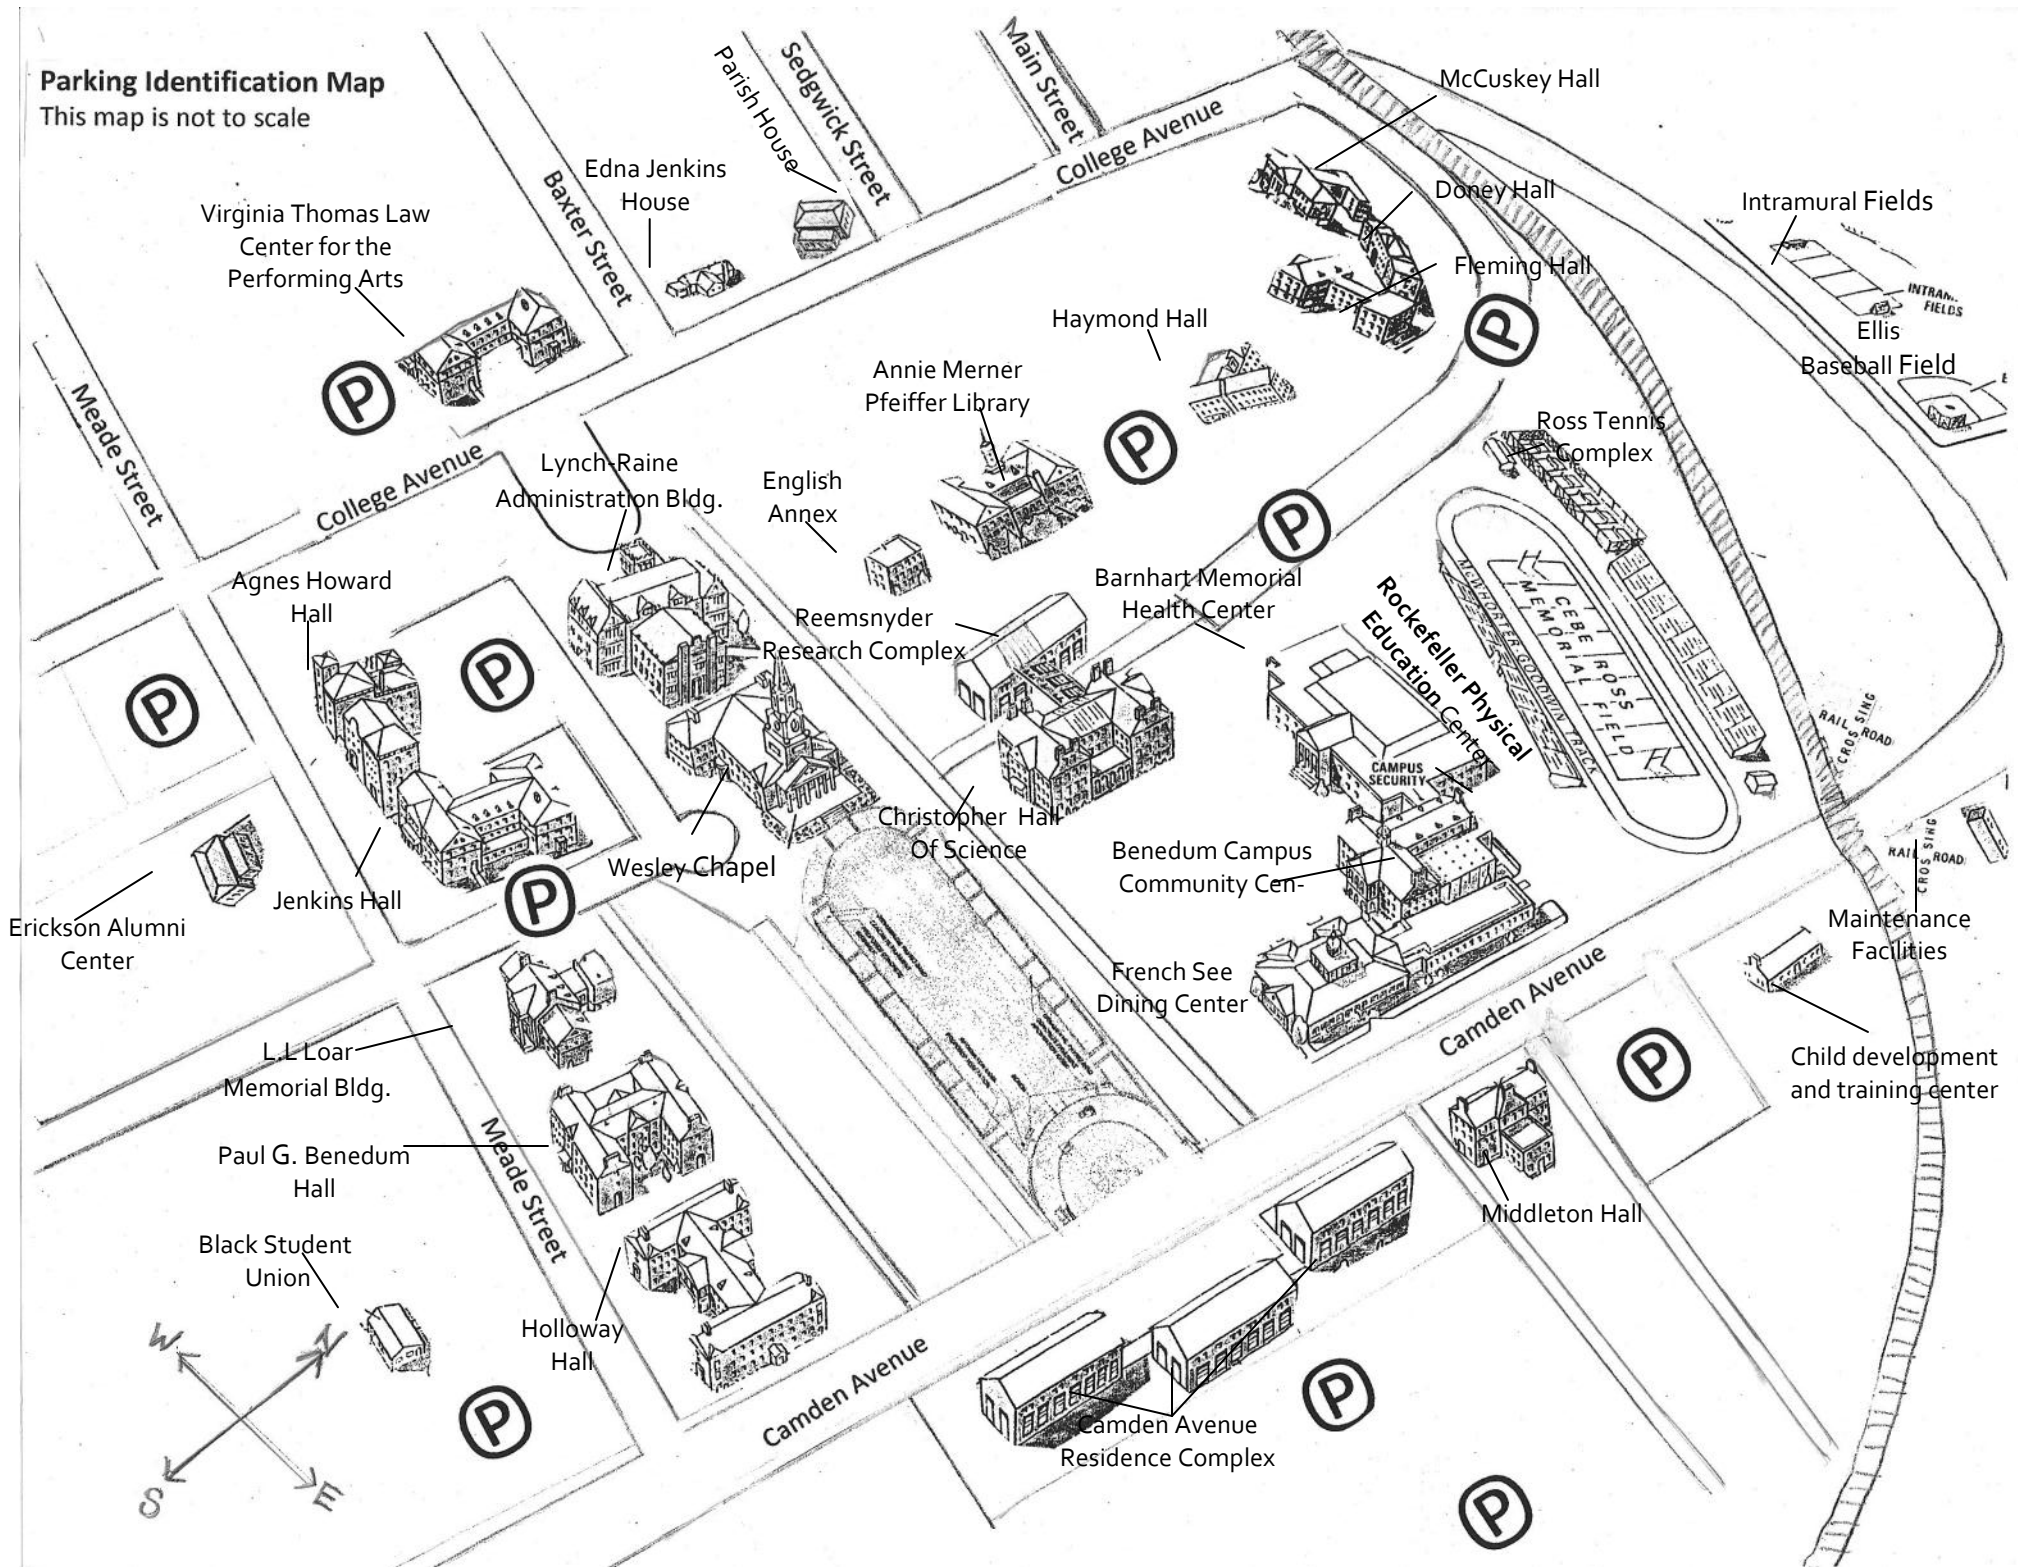 Parking Identification Map
This map is not to scale
Main Street
Sedgwick Street
Parish House
McCuskey Hall
College Avenue
Edna Jenkins
House
Baxter Street
Doney Hall
Intramural Fields
Virginia Thomas Law
Center for the
Performing Arts
Fleming Hall
FIELDS
Haymond Hall
Ellis
Baseball Field
P
P
Annie Merner
Pfeiffer Library
Meade Street
Ross Tennis
Complex
P
College Avenue
Lynch-Raine
Administration Bldg.
English
Annex
P
Agnes Howard
Hall
Barnhart Memorial
Health Center
Reemsnyder
Research Complex
Rockefeller Physical
Education Center
McWHORTER-GOODWIN TRACK
CEBE ROSS
MEMORIAL FIELD
P
P
RAIL ROAD
CROSSING
CAMPUS
SECURITY
Christopher Hall
Of Science
Wesley Chapel
Benedum Campus
Community Cen-
RAIL ROAD
CROSSING
Jenkins Hall
P
Erickson Alumni
Center
Maintenance
Facilities
French See
Dining Center
Camden Avenue
L.L Loar
Memorial Bldg.
P
Child development
and training center
Paul G. Benedum
Hall
Meade Street
Middleton Hall
Black Student
Union
Holloway
Hall
W
N
S
E
P
Camden Avenue
P
Camden Avenue
Residence Complex
P